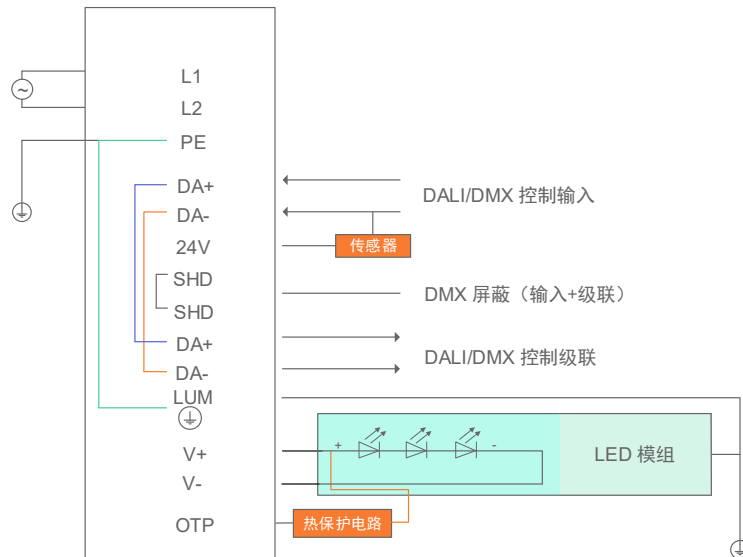 L1
L2
PE
DA+
DALI/DMX 控制输入
DA-
24V
传感器
SHD
DMX 屏蔽（输入+级联）
SHD
DA+
DALI/DMX 控制级联
DA-
LUM
+
-
V+
LED 模组
V-
OTP
热保护电路